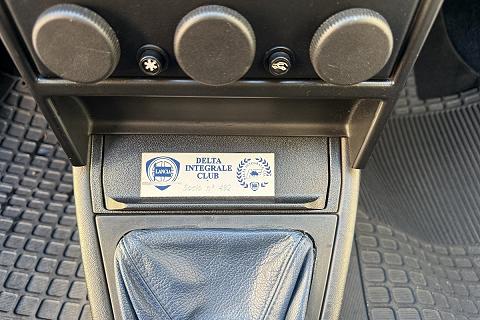 LANCIA
DELTA
INTEGRALE
CLUB
Socio n° 492